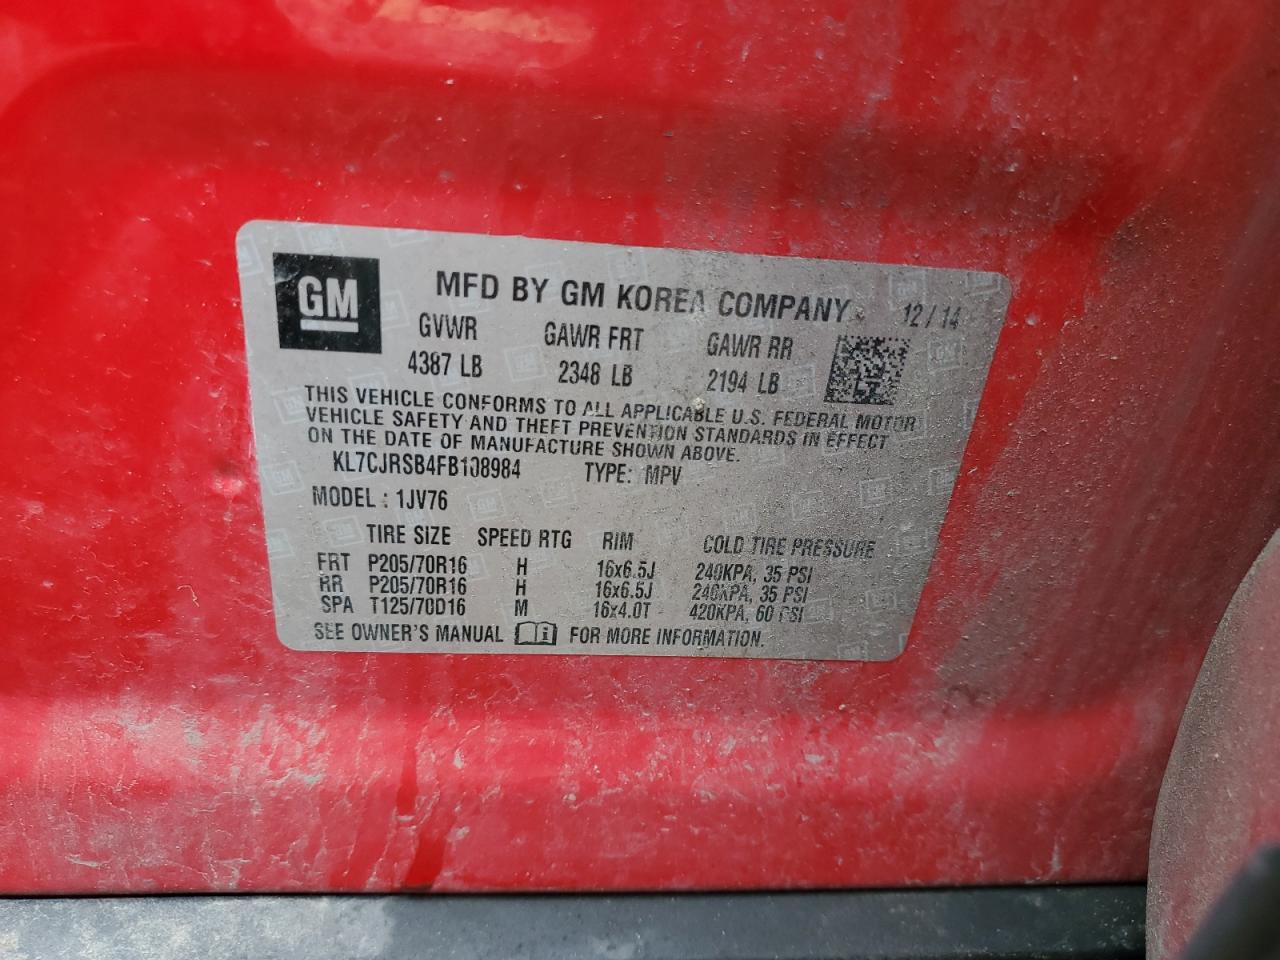 GM
MFD BY GM KOREA COMPANY 12/14
GVWR GAWR FRT GAWR RR
4387 LB 2348 LB 2194 LB
THIS VEHICLE CONFORMS TO ALL APPLICABLE U.S. FEDERAL MOTOR
VEHICLE SAFETY AND THEFT PREVENTION STANDARDS IN EFFECT
ON THE DATE OF MANUFACTURE SHOWN ABOVE.
KL7CJRSB4FB108984 TYPE: MPV
MODEL : 1JV76
TIRE SIZE SPEED RTG RIM COLD TIRE PRESSURE
FRT P205/70R16 H 16x6.5J 240KPA, 35 PSI
RR P205/70R16 H 16x6.5J 240KPA, 35 PSI
SPA T125/70D16 M 16x4.0T 420KPA, 60 PSI
SEE OWNER'S MANUAL FOR MORE INFORMATION.